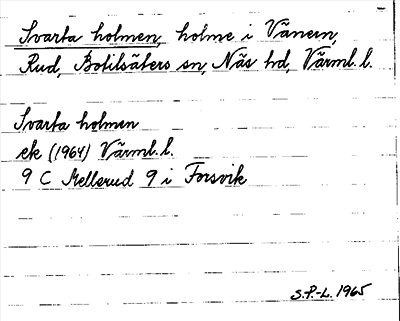 Svarta holmen, holme i Vänern,
Rud, Botilsäters sn, Näs hd, Värml. l.
Svarta holmen
ek (1964) Värml. l.
9 C Mellerud 9 i Forsvik
S.P.-L. 1965